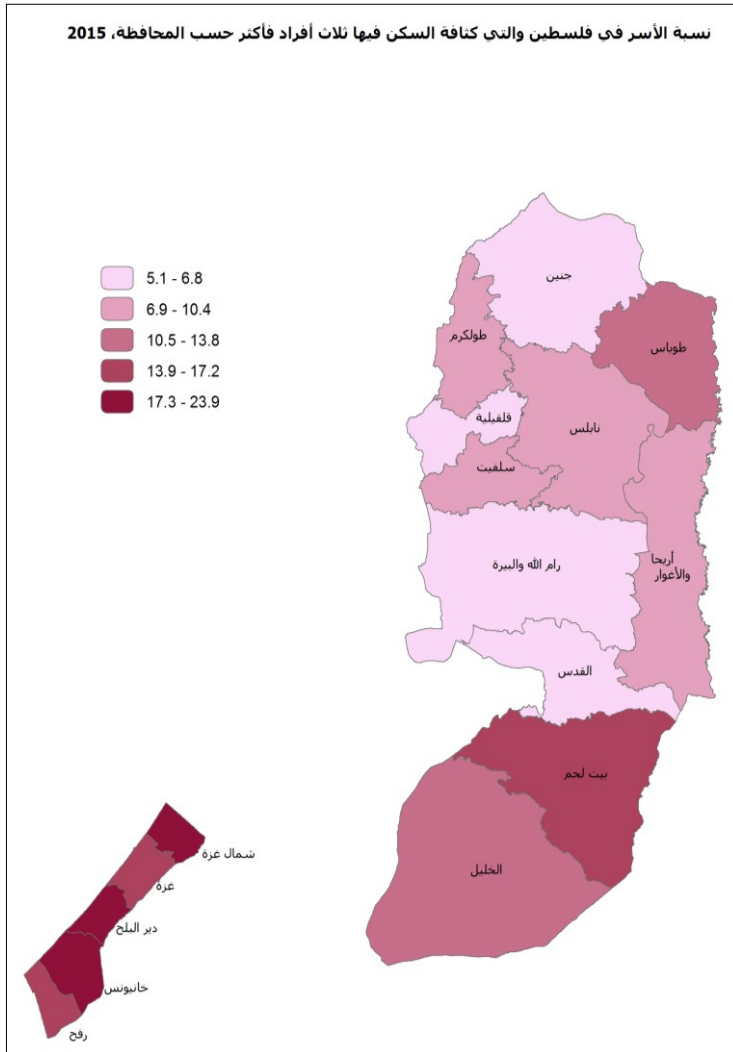 نسبة الأسر في فلسطين والتي كثافة السكن فيها ثلاث أفراد فأكثر حسب المحافظة، 2015
جنين
5.1 - 6.8
6.9 - 10.4
10.5 - 13.8
13.9 - 17.2
17.3 - 23.9
طولكرم
طوباس
قلقيلية
نابلس
سلفيت
رام الله والبيرة
أريحا
والأغوار
القدس
بيت لحم
الخليل
شمال غزة
غزة
دير البلح
خانيونس
رفح